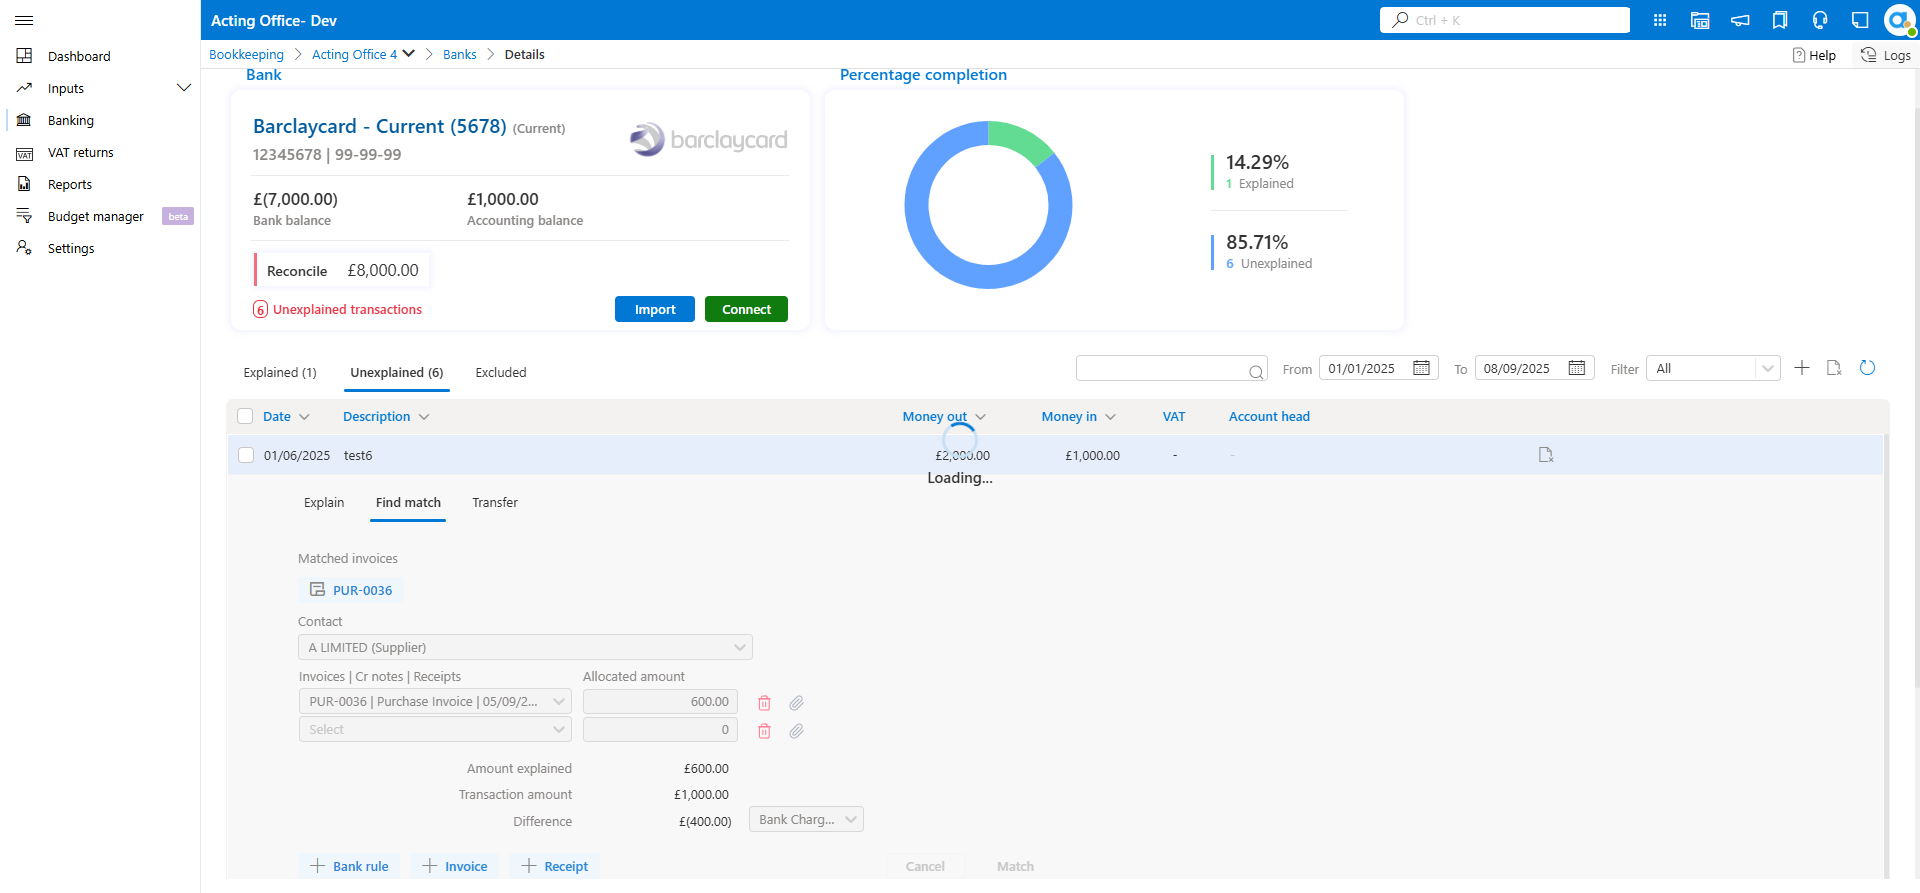 Acting Office- Dev
Ctrl + K
Bookkeeping
Acting Office 4
Banks
Details
Help
Logs
Dashboard
Inputs
Banking
VAT returns
Reports
Budget manager beta
Settings
Bank
Barclaycard - Current (5678) (Current)
12345678 | 99-99-99
barclaycard
£(7,000.00)
Bank balance
£1,000.00
Accounting balance
Reconcile £8,000.00
6 Unexplained transactions
Import
Connect
Percentage completion
14.29%
1 Explained
85.71%
6 Unexplained
Explained (1)
Unexplained (6)
Excluded
From 01/01/2025
To 08/09/2025
Filter All
Date Description Money out Money in VAT Account head
01/06/2025 test6 £2,000.00 £1,000.00 - -
Loading...
Explain
Find match
Transfer
Matched invoices
PUR-0036
Contact
A LIMITED (Supplier)
Invoices | Cr notes | Receipts Allocated amount
PUR-0036 | Purchase Invoice | 05/09/2... 600.00
Select 0
Amount explained £600.00
Transaction amount £1,000.00
Difference £(400.00) Bank Charg...
Bank rule
Invoice
Receipt
Cancel
Match